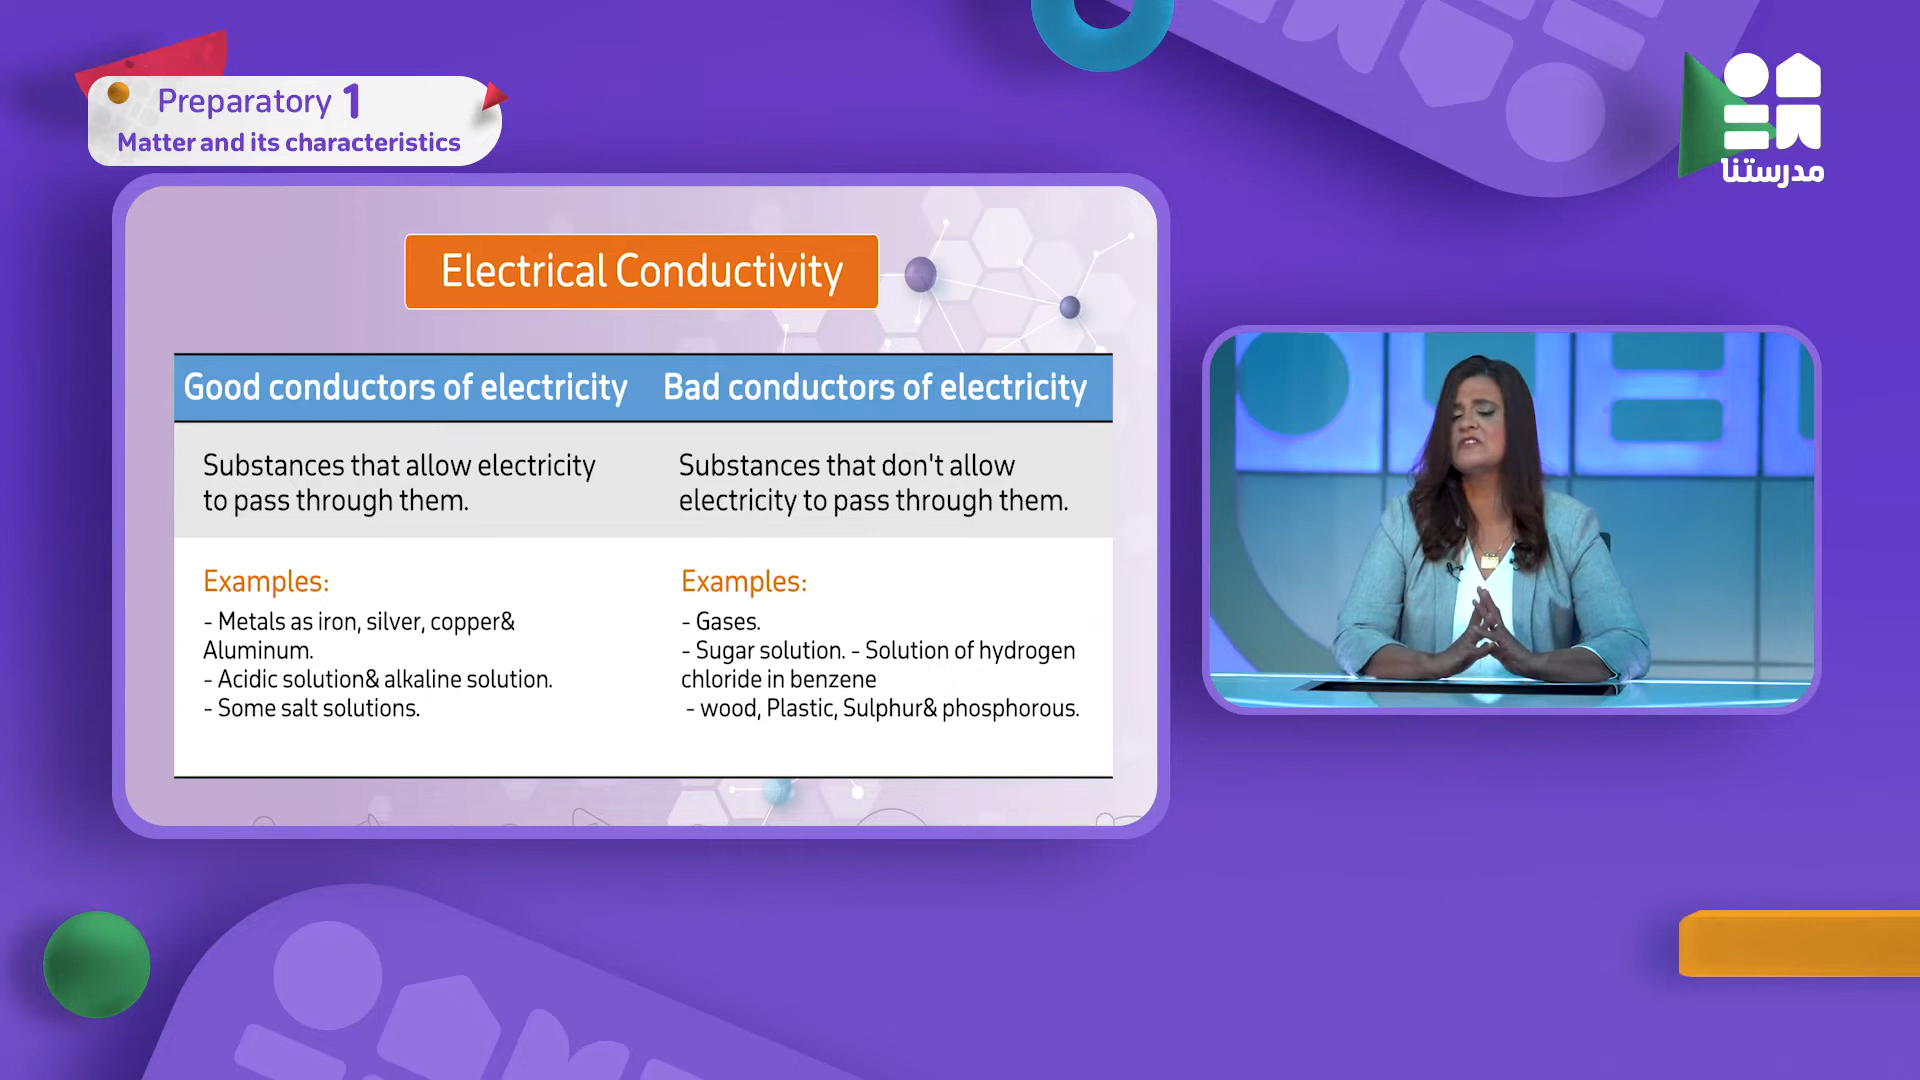 Preparatory 1
Matter and its characteristics
مدرستنا
Electrical Conductivity
Good conductors of electricity
Bad conductors of electricity
Substances that allow electricity
to pass through them.
Substances that don't allow
electricity to pass through them.
Examples:
- Metals as iron, silver, copper&
Aluminum.
- Acidic solution& alkaline solution.
- Some salt solutions.
Examples:
- Gases.
- Sugar solution. - Solution of hydrogen
chloride in benzene
- wood, Plastic, Sulphur& phosphorous.